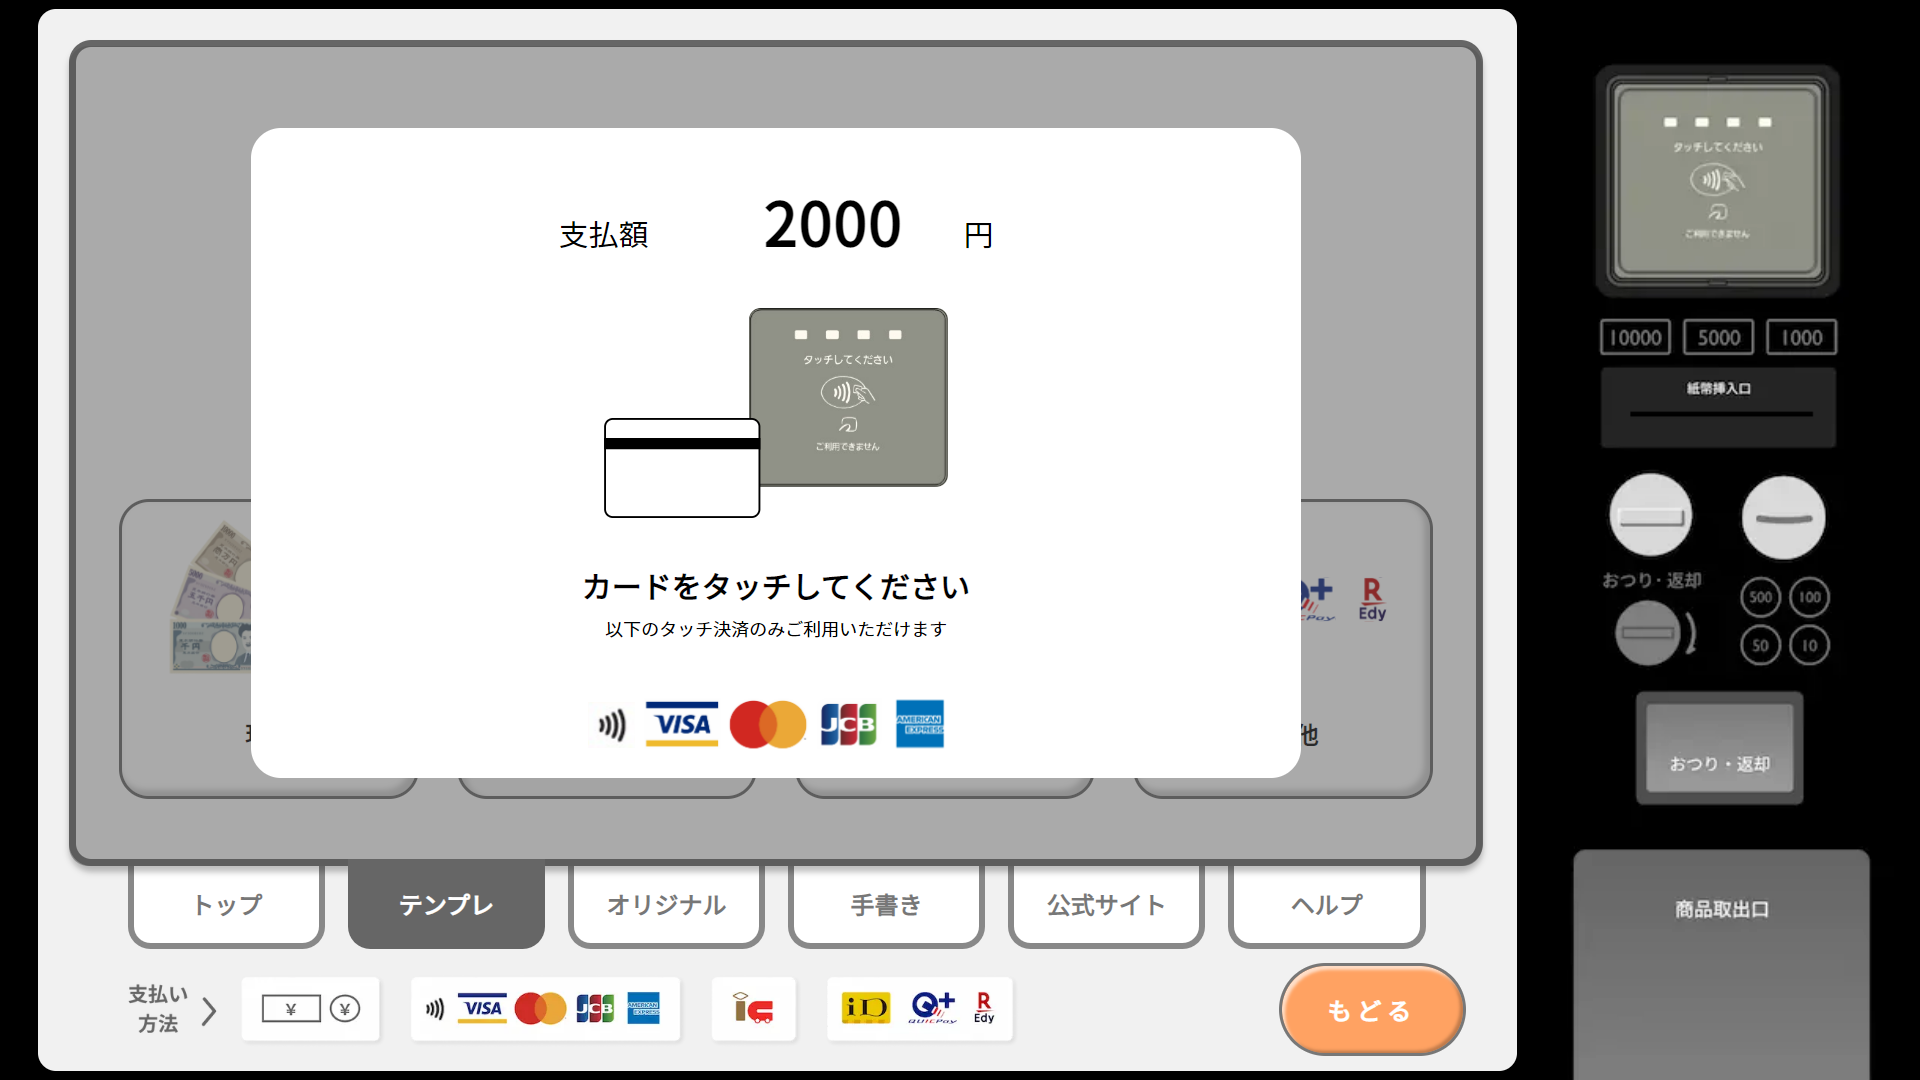 支払額 2000 円
タッチしてください
ご利用できません
カードをタッチしてください
以下のタッチ決済のみご利用いただけます
VISA JCB AMERICAN EXPRESS
他
QUICPay
R
Edy
トップ
テンプレ
オリジナル
手書き
公式サイト
ヘルプ
支払い
方法
¥ ¥
VISA JCB AMERICAN EXPRESS
iD QUICPay R Edy
もどる
タッチしてください
ご利用できません
10000 5000 1000
紙幣挿入口
おつり・返却
500 100
50 10
おつり・返却
商品取出口